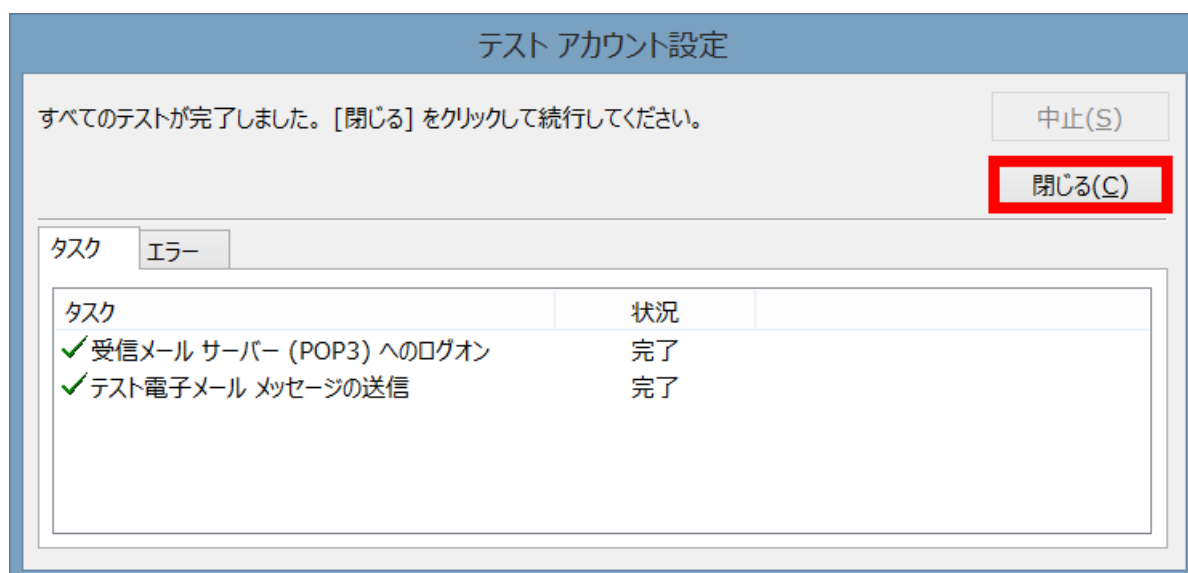 テスト アカウント設定
すべてのテストが完了しました。[閉じる] をクリックして続行してください。
中止(S)
閉じる(C)
タスク
エラー
タスク 状況
受信メール サーバー (POP3) へのログオン 完了
テスト電子メール メッセージの送信 完了